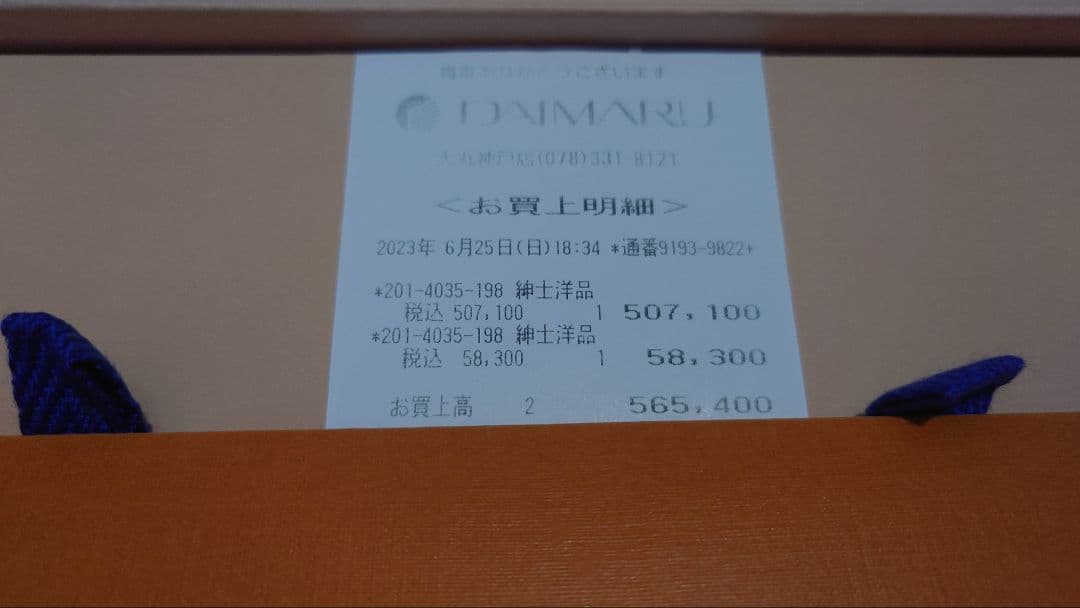 毎度ありがとうございます
DAIMARU
大丸神戸店(078)331-8121
<お買上明細>
2023年 6月25日(日)18:34 *通番9193-9822+
*201-4035-198 紳士洋品
税込 507,100 1 507,100
*201-4035-198 紳士洋品
税込 58,300 1 58,300
お買上高 2 565,400